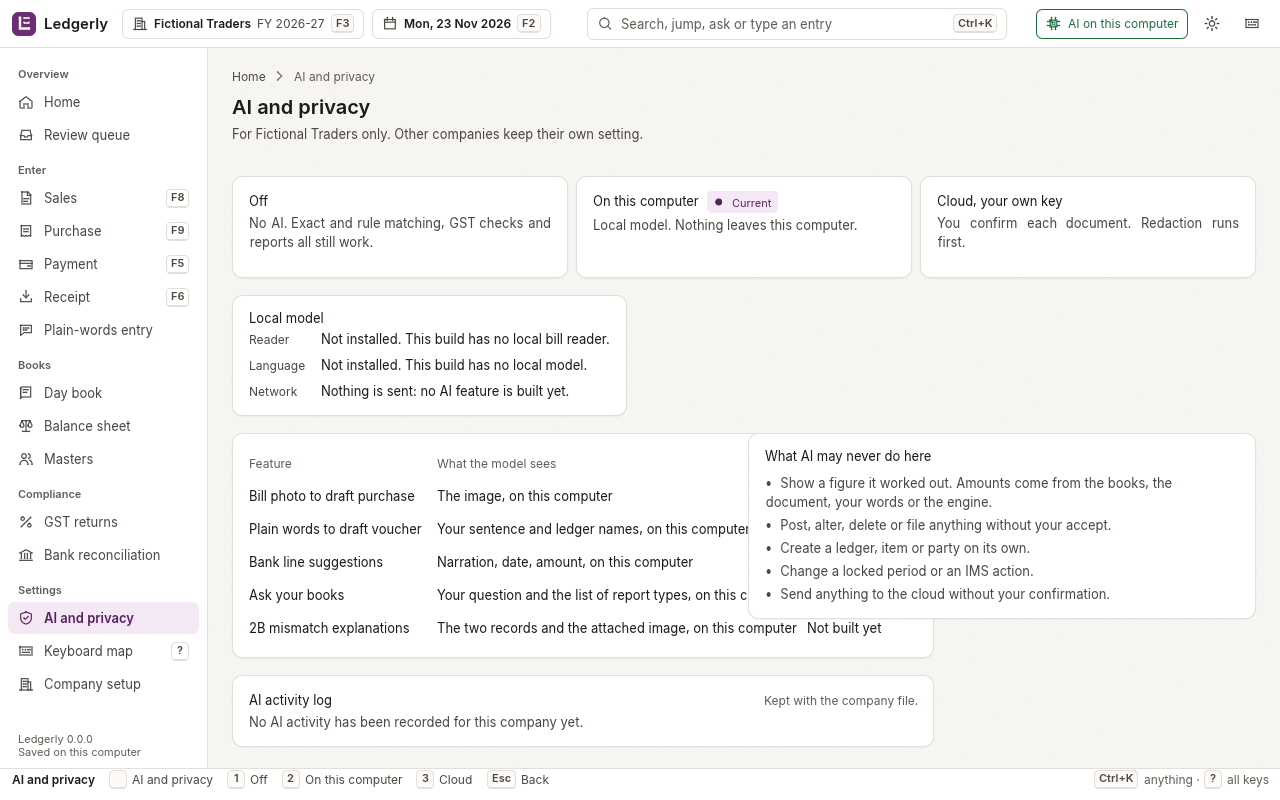 Ledgerly
Fictional Traders FY 2026-27 F3
Mon, 23 Nov 2026 F2
Search, jump, ask or type an entry Ctrl+K
AI on this computer
Overview
Home
Review queue
Enter
Sales F8
Purchase F9
Payment F5
Receipt F6
Plain-words entry
Books
Day book
Balance sheet
Masters
Compliance
GST returns
Bank reconciliation
Settings
AI and privacy
Keyboard map ?
Company setup
Ledgerly 0.0.0
Saved on this computer
Home > AI and privacy
AI and privacy
For Fictional Traders only. Other companies keep their own setting.
Off
No AI. Exact and rule matching, GST checks and
reports all still work.
On this computer • Current
Local model. Nothing leaves this computer.
Cloud, your own key
You confirm each document. Redaction runs
first.
Local model
Reader Not installed. This build has no local bill reader.
Language Not installed. This build has no local model.
Network Nothing is sent: no AI feature is built yet.
Feature What the model sees
Bill photo to draft purchase The image, on this computer
Plain words to draft voucher Your sentence and ledger names, on this computer
Bank line suggestions Narration, date, amount, on this computer
Ask your books Your question and the list of report types, on this c
2B mismatch explanations The two records and the attached image, on this computer Not built yet
What AI may never do here
• Show a figure it worked out. Amounts come from the books, the
document, your words or the engine.
• Post, alter, delete or file anything without your accept.
• Create a ledger, item or party on its own.
• Change a locked period or an IMS action.
• Send anything to the cloud without your confirmation.
AI activity log Kept with the company file.
No AI activity has been recorded for this company yet.
AI and privacy AI and privacy 1 Off 2 On this computer 3 Cloud Esc Back
Ctrl+K anything · ? all keys